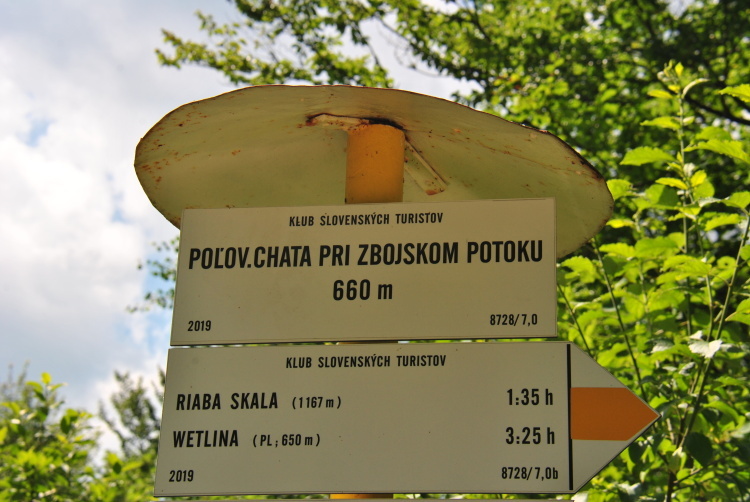 KLUB SLOVENSKÝCH TURISTOV
POĽOV.CHATA PRI ZBOJSKOM POTOKU
660 m
2019 8728/7,0
KLUB SLOVENSKÝCH TURISTOV
RIABA SKALA (1167 m) 1:35 h
WETLINA (PL; 650 m) 3:25 h
2019 8728/7,0b